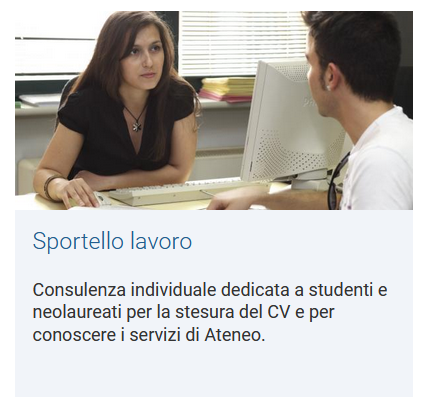 Sportello lavoro
Consulenza individuale dedicata a studenti e
neolaureati per la stesura del CV e per
conoscere i servizi di Ateneo.